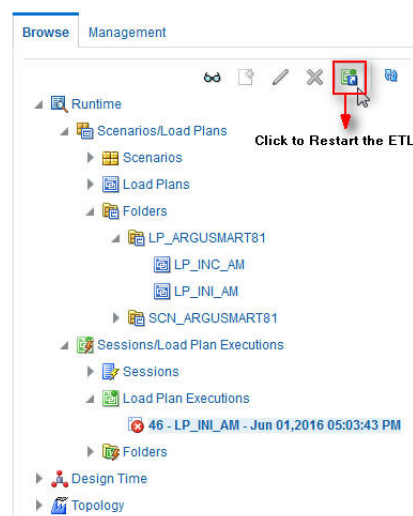 Browse Management
Runtime
Scenarios/Load Plans
Click to Restart the ETL
Scenarios
Load Plans
Folders
LP_ARGUSMART81
LP_INC_AM
LP_INI_AM
SCN_ARGUSMART81
Sessions/Load Plan Executions
Sessions
Load Plan Executions
46 - LP_INI_AM - Jun 01,2016 05:03:43 PM
Folders
Design Time
Topology